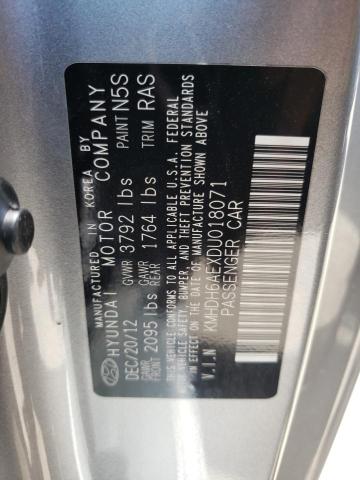 MANUFACTURED IN KOREA BY
HYUNDAI MOTOR COMPANY
DEC/20/12 GVWR 3792 lbs PAINT N5S
GAWR FRONT 2095 lbs GAWR REAR 1764 lbs TRIM RAS
THIS VEHICLE CONFORMS TO ALL APPLICABLE U.S.A. FEDERAL
MOTOR VEHICLE SAFETY, BUMPER, AND THEFT PREVENTION
STANDARDS IN EFFECT ON THE DATE OF MANUFACTURE SHOWN ABOVE
V.I.N KMHDH6AEXDU018071
PASSENGER CAR